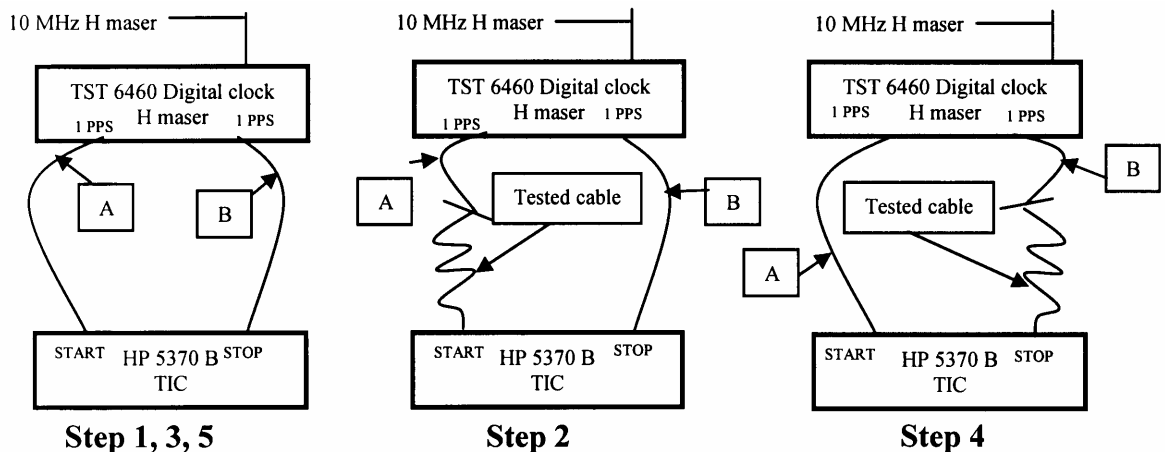 10 MHz H maser
TST 6460 Digital clock
H maser
1 PPS
1 PPS
A
B
START
HP 5370 B
STOP
TIC
Step 1, 3, 5
10 MHz H maser
TST 6460 Digital clock
H maser
1 PPS
1 PPS
Tested cable
A
B
START
HP 5370 B
STOP
TIC
Step 2
10 MHz H maser
TST 6460 Digital clock
1 PPS
H maser
1 PPS
B
Tested cable
A
START
HP 5370 B
STOP
TIC
Step 4